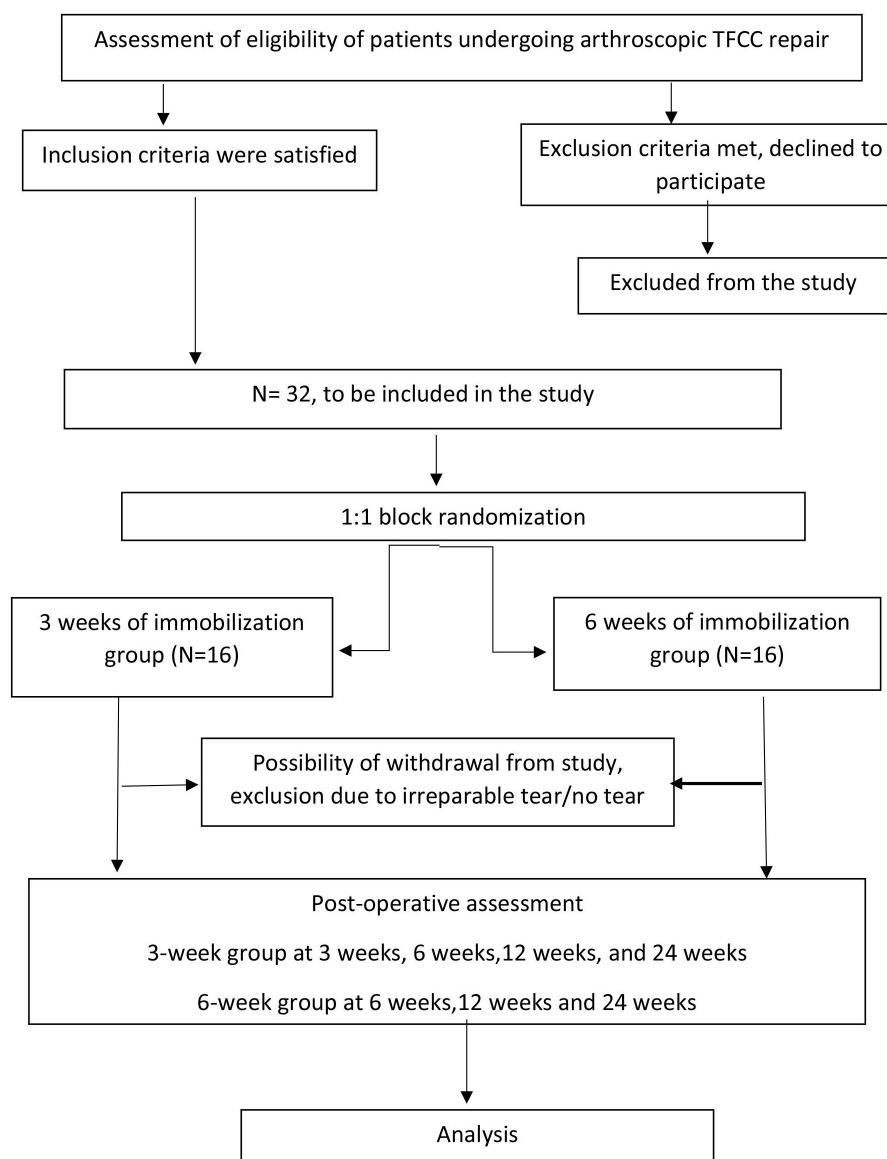 Assessment of eligibility of patients undergoing arthroscopic TFCC repair
Inclusion criteria were satisfied
Exclusion criteria met, declined to
participate
Excluded from the study
N= 32, to be included in the study
1:1 block randomization
3 weeks of immobilization
group (N=16)
6 weeks of immobilization
group (N=16)
Possibility of withdrawal from study,
exclusion due to irreparable tear/no tear
Post-operative assessment
3-week group at 3 weeks, 6 weeks,12 weeks, and 24 weeks
6-week group at 6 weeks,12 weeks and 24 weeks
Analysis